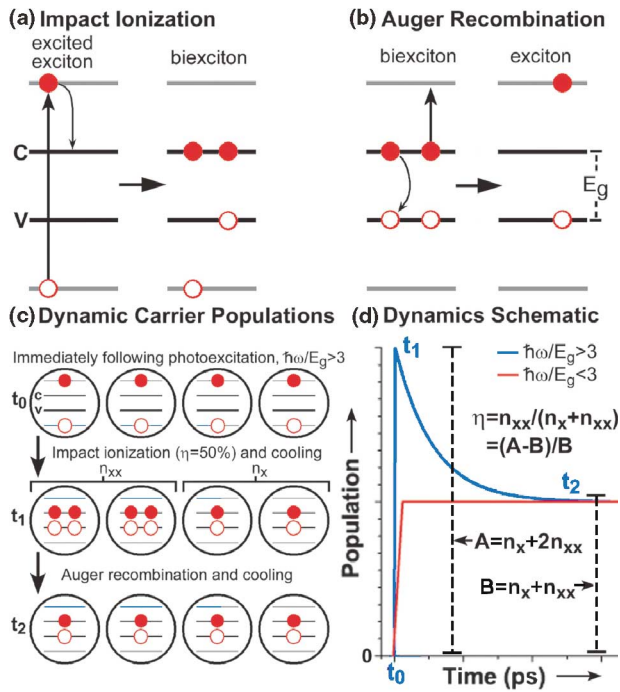 (a) Impact Ionization
excited
exciton
biexciton
C
V
(b) Auger Recombination
biexciton
exciton
Eg
(c) Dynamic Carrier Populations
Immediately following photoexcitation, ħω/Eg>3
t0
C
V
Impact ionization (η=50%) and cooling
nxx
nx
t1
Auger recombination and cooling
t2
(d) Dynamics Schematic
t1
ħω/Eg>3
ħω/Eg<3
η=nxx/(nx+nxx)
=(A-B)/B
t2
A=nx+2nxx
B=nx+nxx
Population
0
t0
Time (ps)